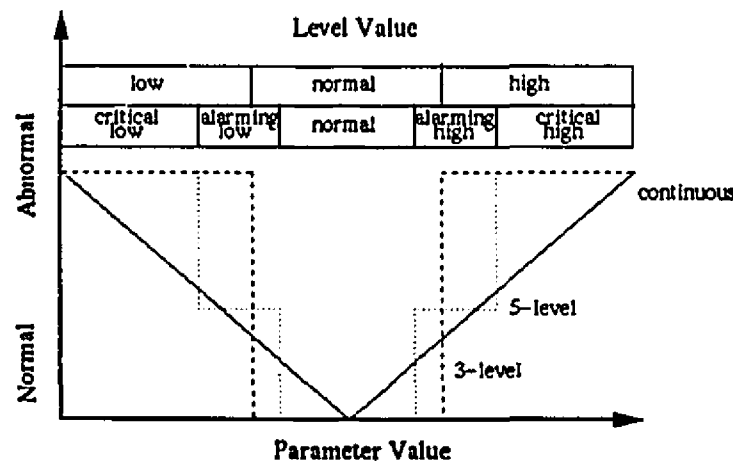 Level Value
low normal high
critical low alarming low normal alarming high critical high
Abnormal
continuous
5-level
Normal
3-level
Parameter Value